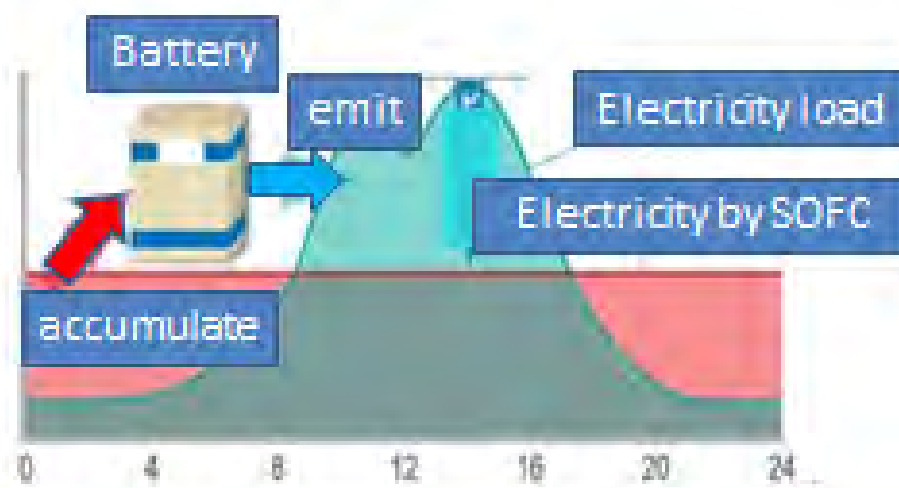 Battery
emit
Electricity load
Electricity by SOFC
accumulate
0 4 8 12 16 20 24